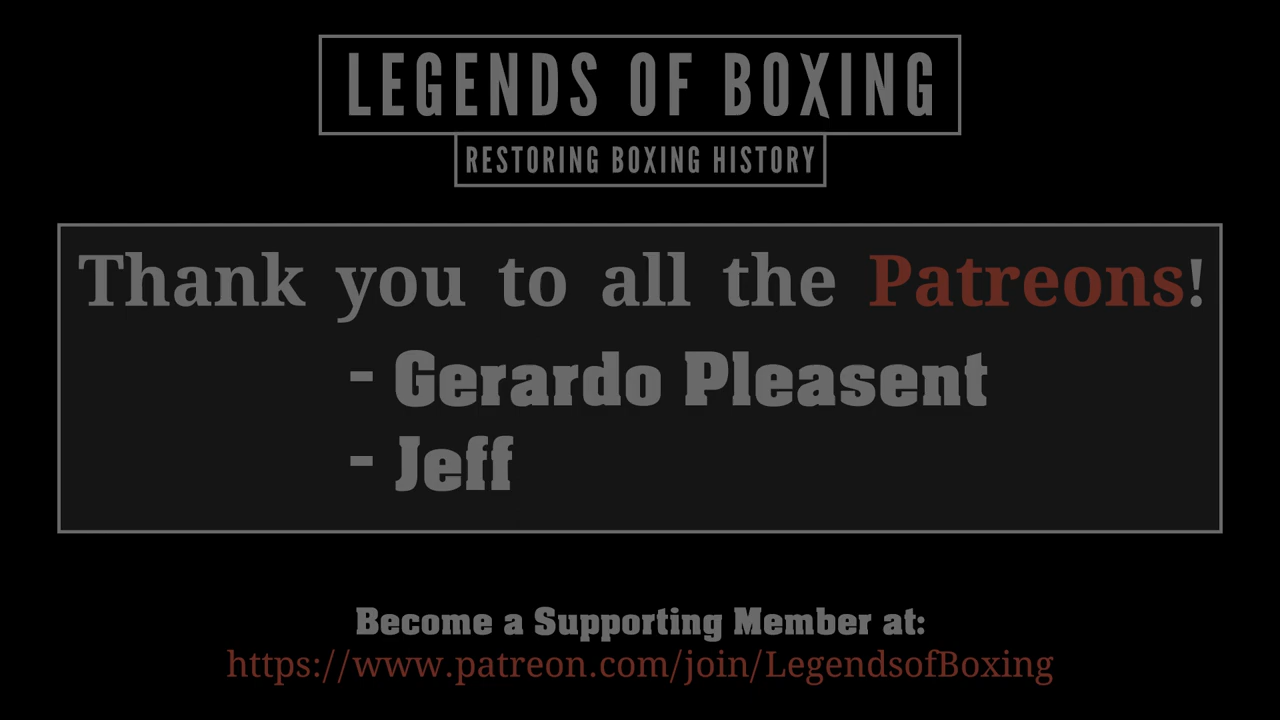 LEGENDS OF BOXING
RESTORING BOXING HISTORY
Thank you to all the Patreons!
- Gerardo Pleasent
- Jeff
Become a Supporting Member at:
https://www.patreon.com/join/LegendsofBoxing